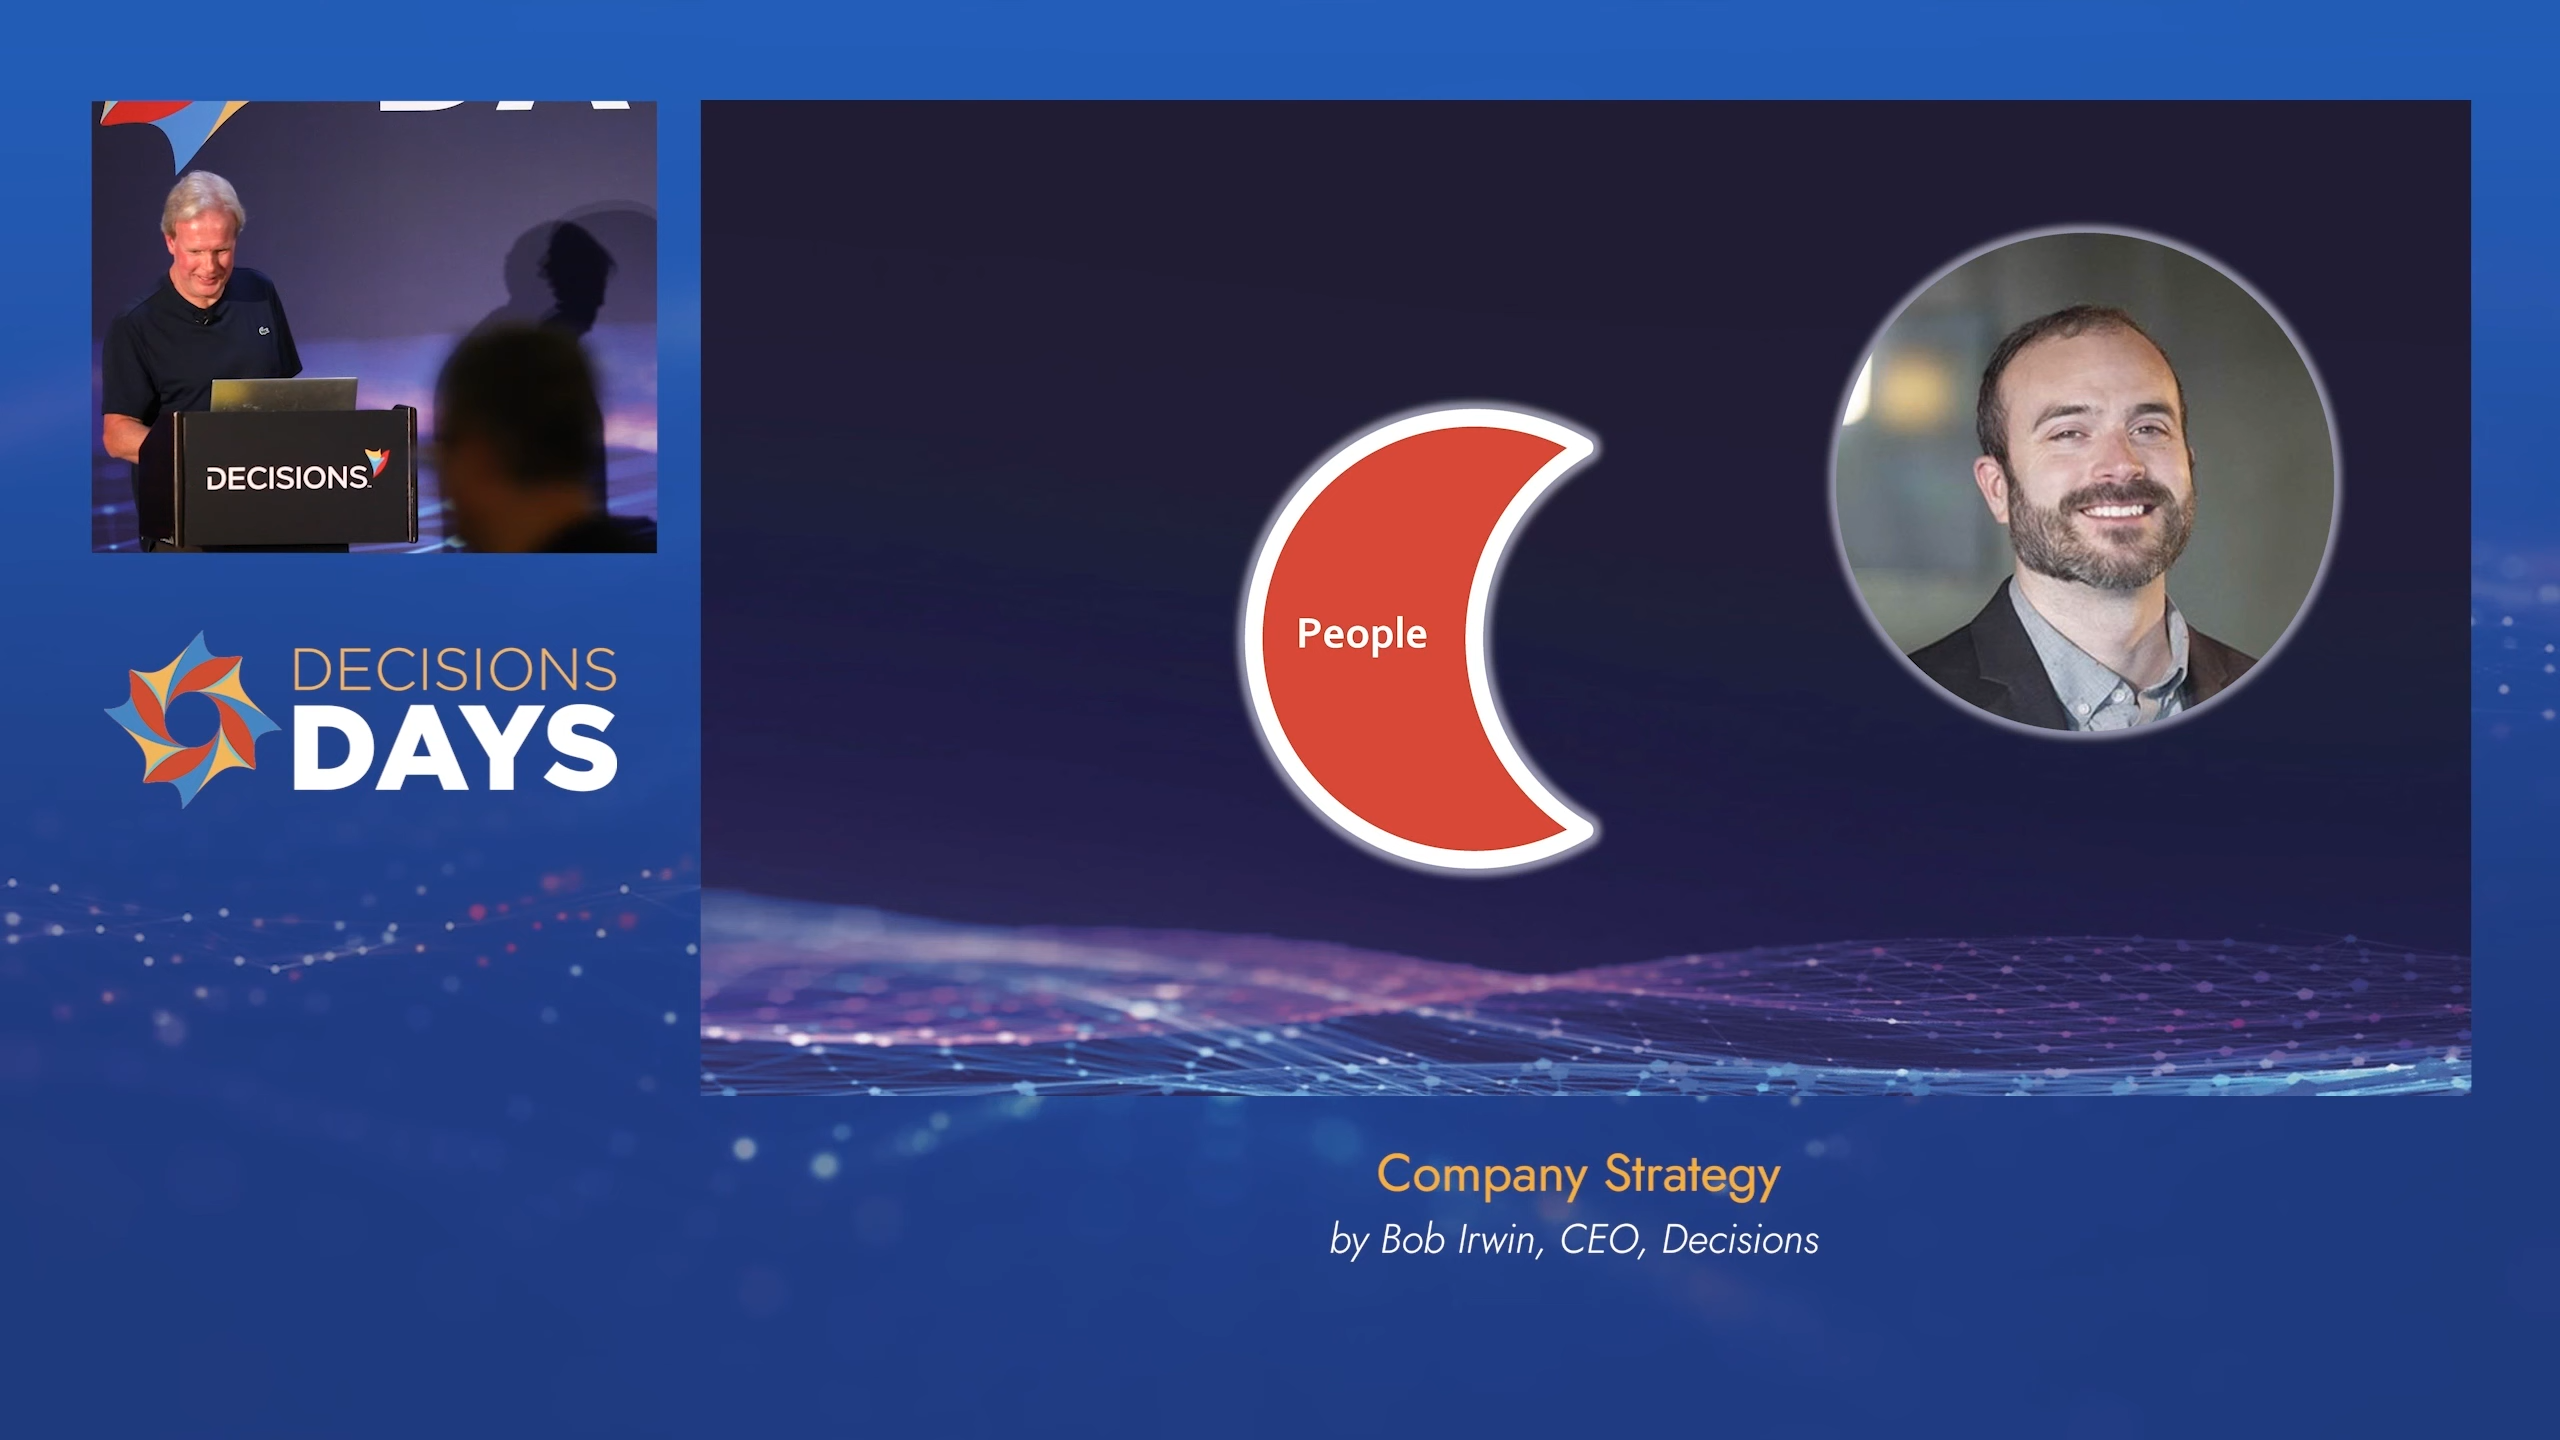 DECISIONS
DECISIONS
DAYS
People
Company Strategy
by Bob Irwin, CEO, Decisions